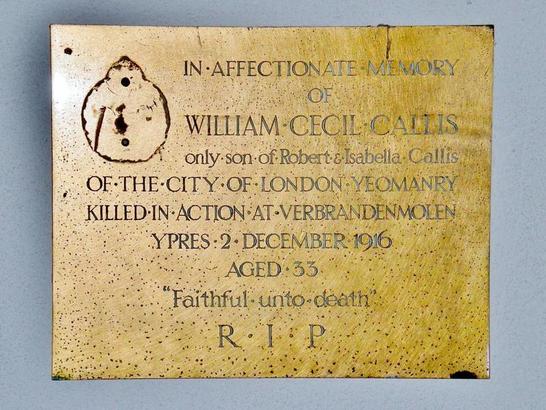 IN·AFFECTIONATE·MEMORY
OF
WILLIAM·CECIL·CALLIS
only·son·of·Robert·&·Isabella·Callis
OF·THE·CITY·OF·LONDON·YEOMANRY
KILLED·IN·ACTION·AT·VERBRANDENMOLEN
YPRES·2·DECEMBER·1916
AGED·33
"Faithful·unto·death"
R·I·P